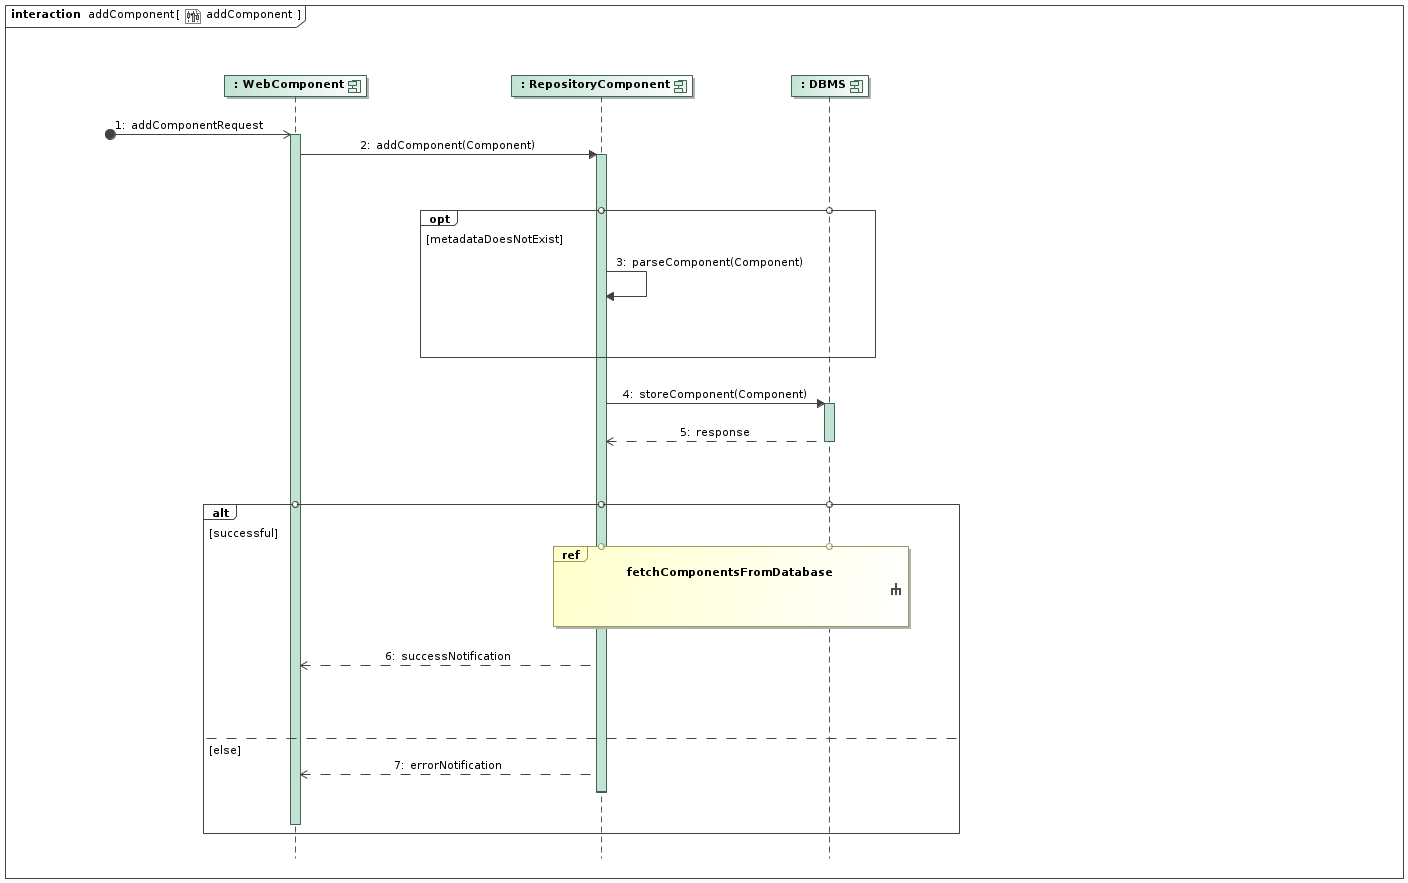 interaction addComponent[ addComponent ]
: WebComponent
: RepositoryComponent
: DBMS
1: addComponentRequest
2: addComponent(Component)
opt
[metadataDoesNotExist]
3: parseComponent(Component)
4: storeComponent(Component)
5: response
alt
[successful]
ref
fetchComponentsFromDatabase
6: successNotification
[else]
7: errorNotification